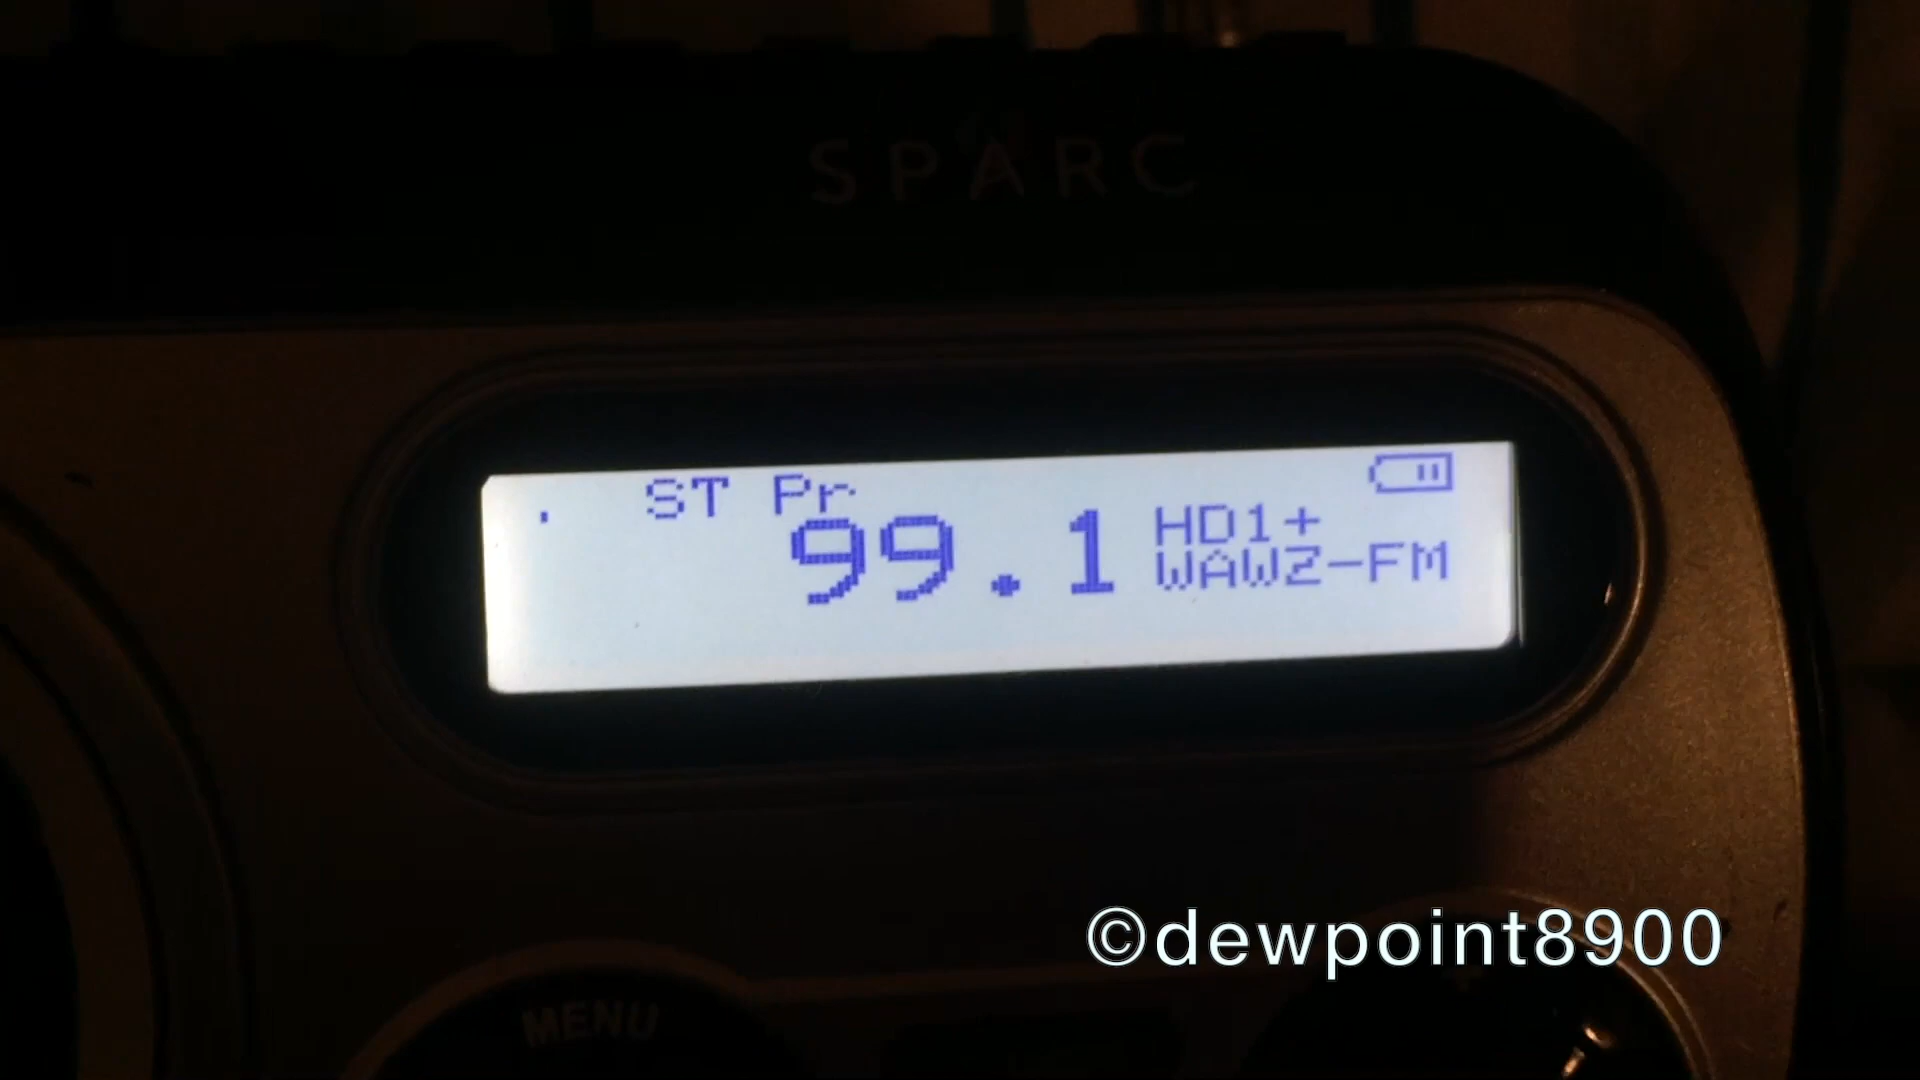 SPARC
ST Pr
99.1 HD1+
WAWZ-FM
©dewpoint8900
MENU